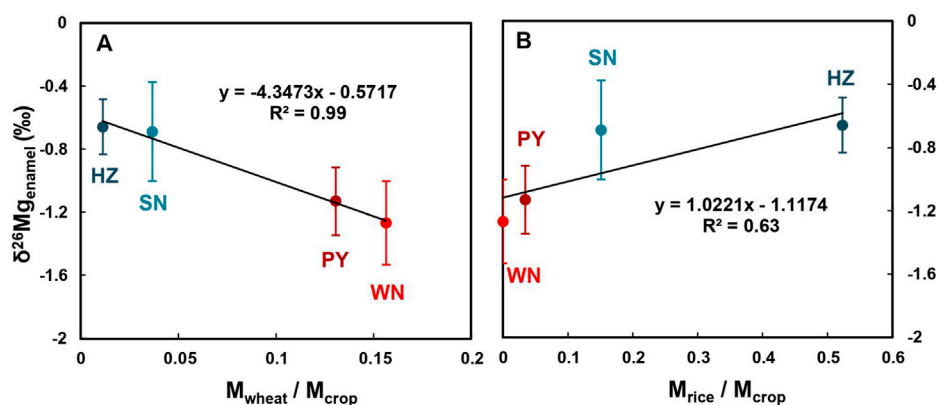 A
y = -4.3473x - 0.5717
R² = 0.99
HZ
SN
PY
WN
0
-0.4
-0.8
-1.2
-1.6
-2
δ²⁶Mgenamel (‰)
0 0.05 0.1 0.15 0.2
Mwheat / Mcrop
B
SN
HZ
PY
y = 1.0221x - 1.1174
R² = 0.63
WN
0
-0.4
-0.8
-1.2
-1.6
-2
0 0.1 0.2 0.3 0.4 0.5 0.6
Mrice / Mcrop